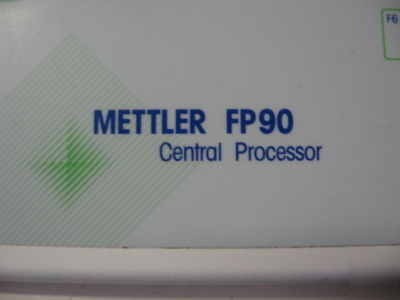 F6
METTLER FP90
Central Processor